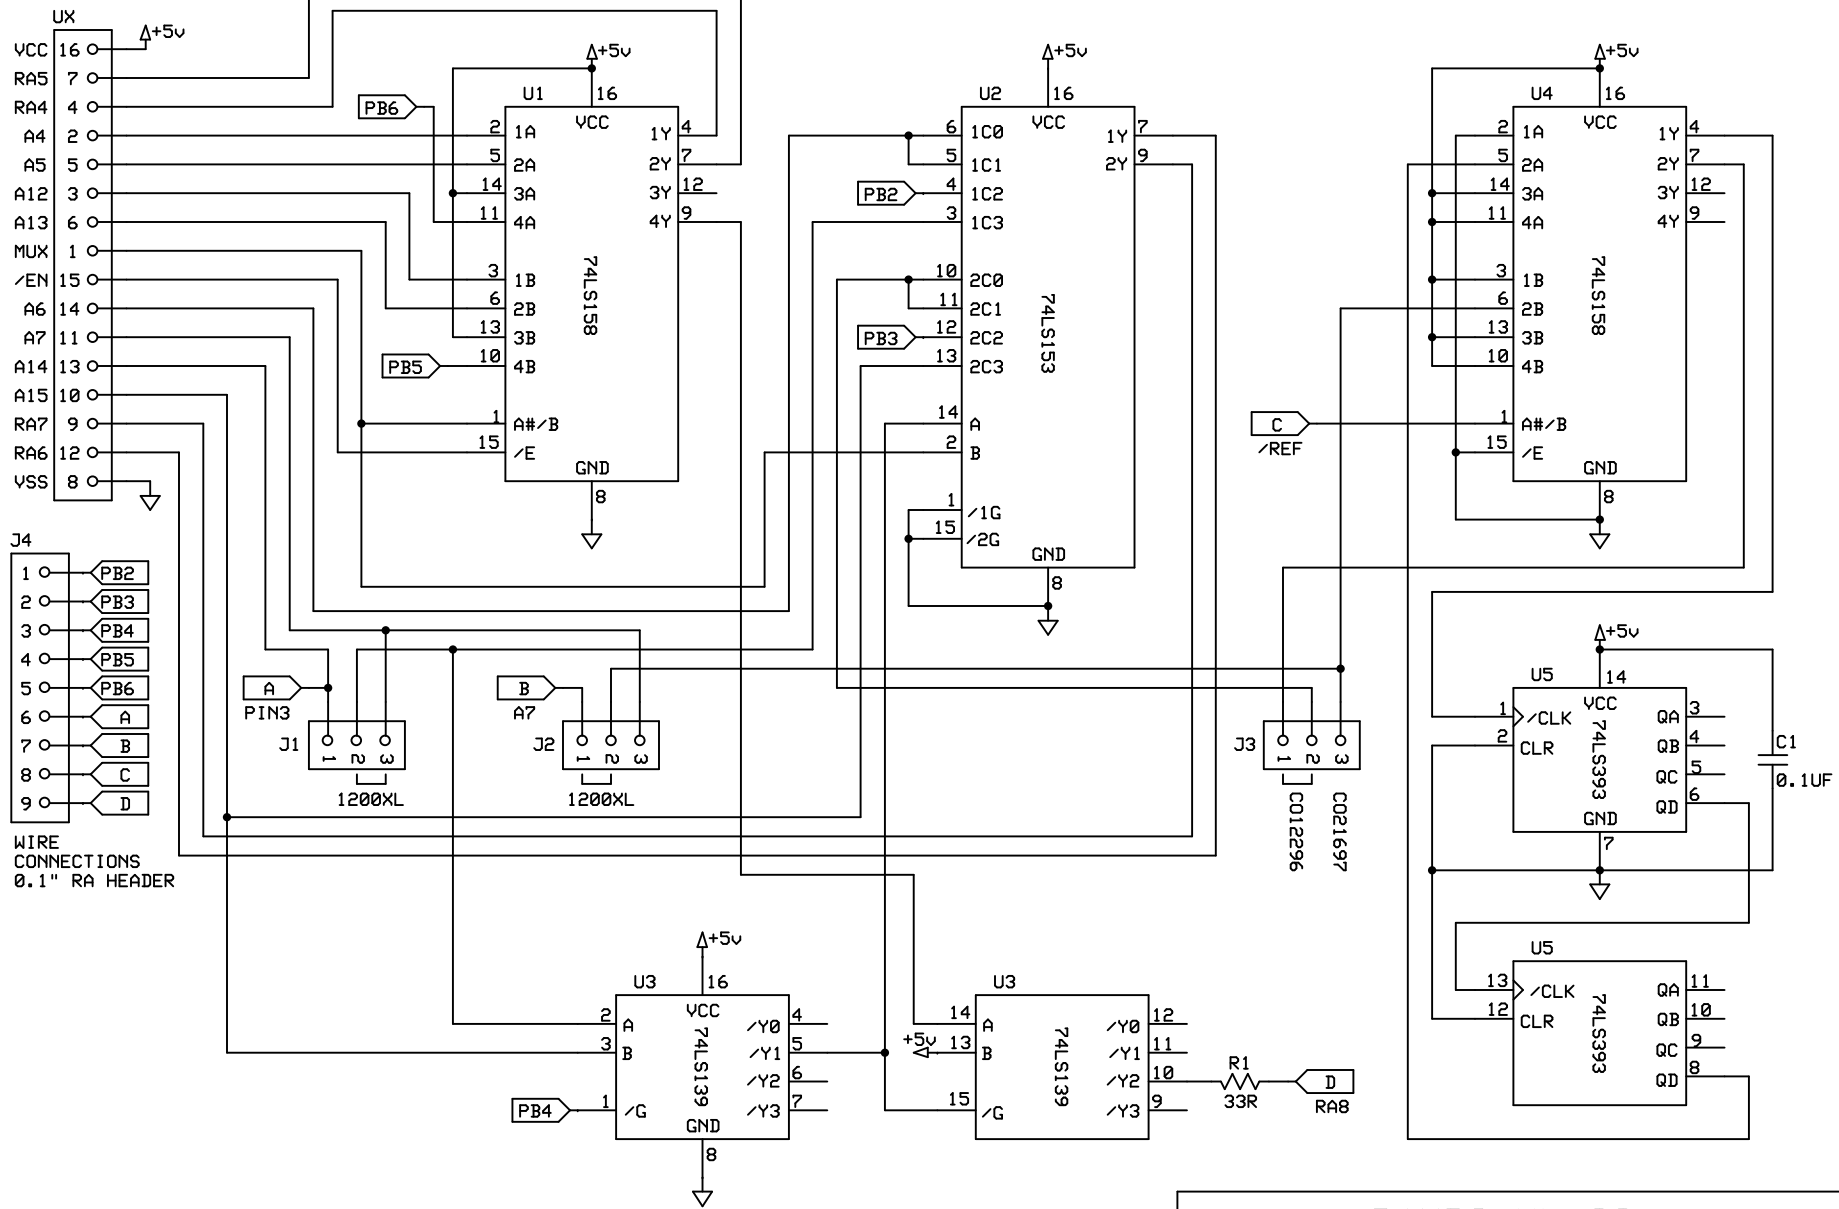 UX
VCC 16
+5v
RA5 7
RA4 4
A4 2
A5 5
A12 3
A13 6
MUX 1
/EN 15
A6 14
A7 11
A14 13
A15 10
RA7 9
RA6 12
VSS 8
J4
1 PB2
2 PB3
3 PB4
4 PB5
5 PB6
6 A
7 B
8 C
9 D
WIRE
CONNECTIONS
0.1" RA HEADER
+5v
U1
16
VCC
PB6
2 1A 1Y 4
5 2A 2Y 7
14 3A 3Y 12
11 4A 4Y 9
3 1B
6 2B
13 3B
PB5
10 4B
74LS158
1 A#/B
15 /E
GND
8
+5v
U2
16
VCC
6 1C0 1Y 7
5 1C1 2Y 9
PB2
4 1C2
3 1C3
10 2C0
11 2C1
PB3
12 2C2
13 2C3
74LS153
14 A
2 B
1 /1G
15 /2G
GND
8
+5v
U4
16
VCC
2 1A 1Y 4
5 2A 2Y 7
14 3A 3Y 12
11 4A 4Y 9
3 1B
6 2B
13 3B
10 4B
74LS158
C
/REF
1 A#/B
15 /E
GND
8
A
PIN3
J1
1 2 3
1200XL
B
A7
J2
1 2 3
1200XL
J3
1 2 3
CO12296
CO21697
+5v
U5
14
VCC
1 /CLK QA 3
2 CLR QB 4
QC 5
QD 6
74LS393
GND
7
C1
0.1UF
U5
13 /CLK QA 11
12 CLR QB 10
QC 9
QD 8
74LS393
+5v
U3
16
VCC
2 A /Y0 4
3 B /Y1 5
/Y2 6
PB4
1 /G /Y3 7
74LS139
GND
8
U3
14 A /Y0 12
+5v
13 B /Y1 11
/Y2 10
15 /G /Y3 9
74LS139
R1
33R
D
RA8